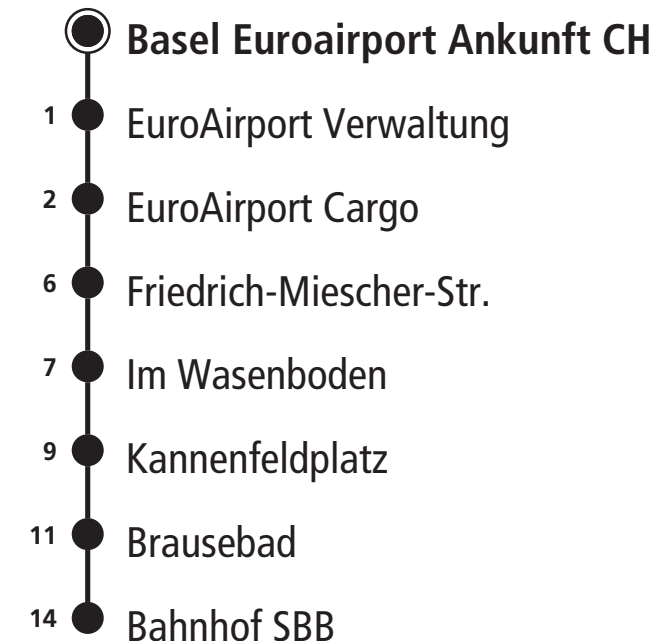 Basel Euroairport Ankunft CH
1 EuroAirport Verwaltung
2 EuroAirport Cargo
6 Friedrich-Miescher-Str.
7 Im Wasenboden
9 Kannenfeldplatz
11 Brausebad
14 Bahnhof SBB